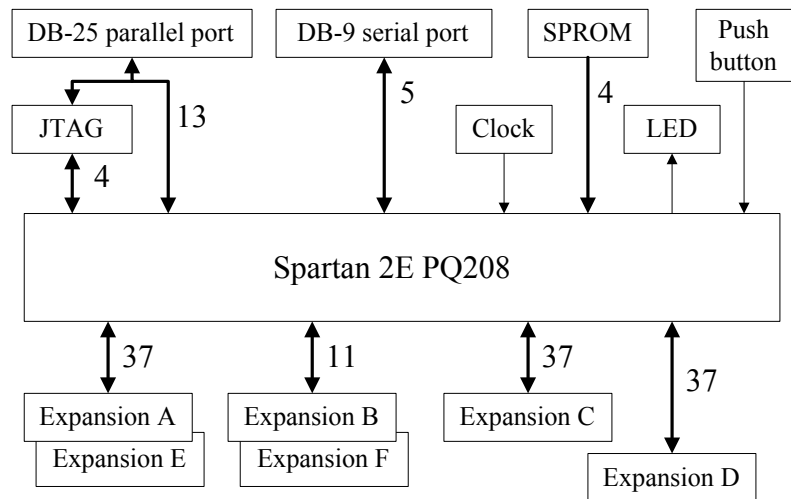 DB-25 parallel port
DB-9 serial port
SPROM
Push
button
13
5
4
JTAG
Clock
LED
4
Spartan 2E PQ208
37
11
37
37
Expansion A
Expansion B
Expansion C
Expansion E
Expansion F
Expansion D